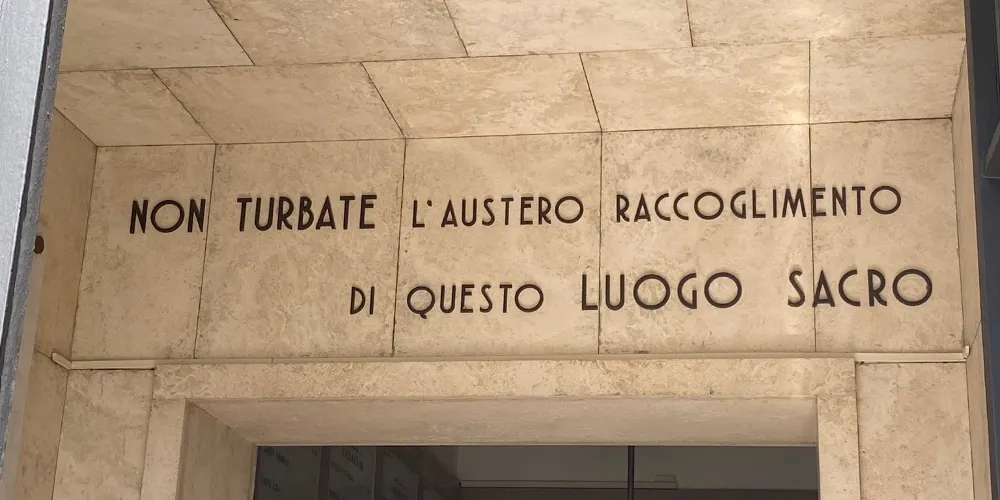 NON TURBATE L'AUSTERO RACCOGLIMENTO
DI QUESTO LUOGO SACRO